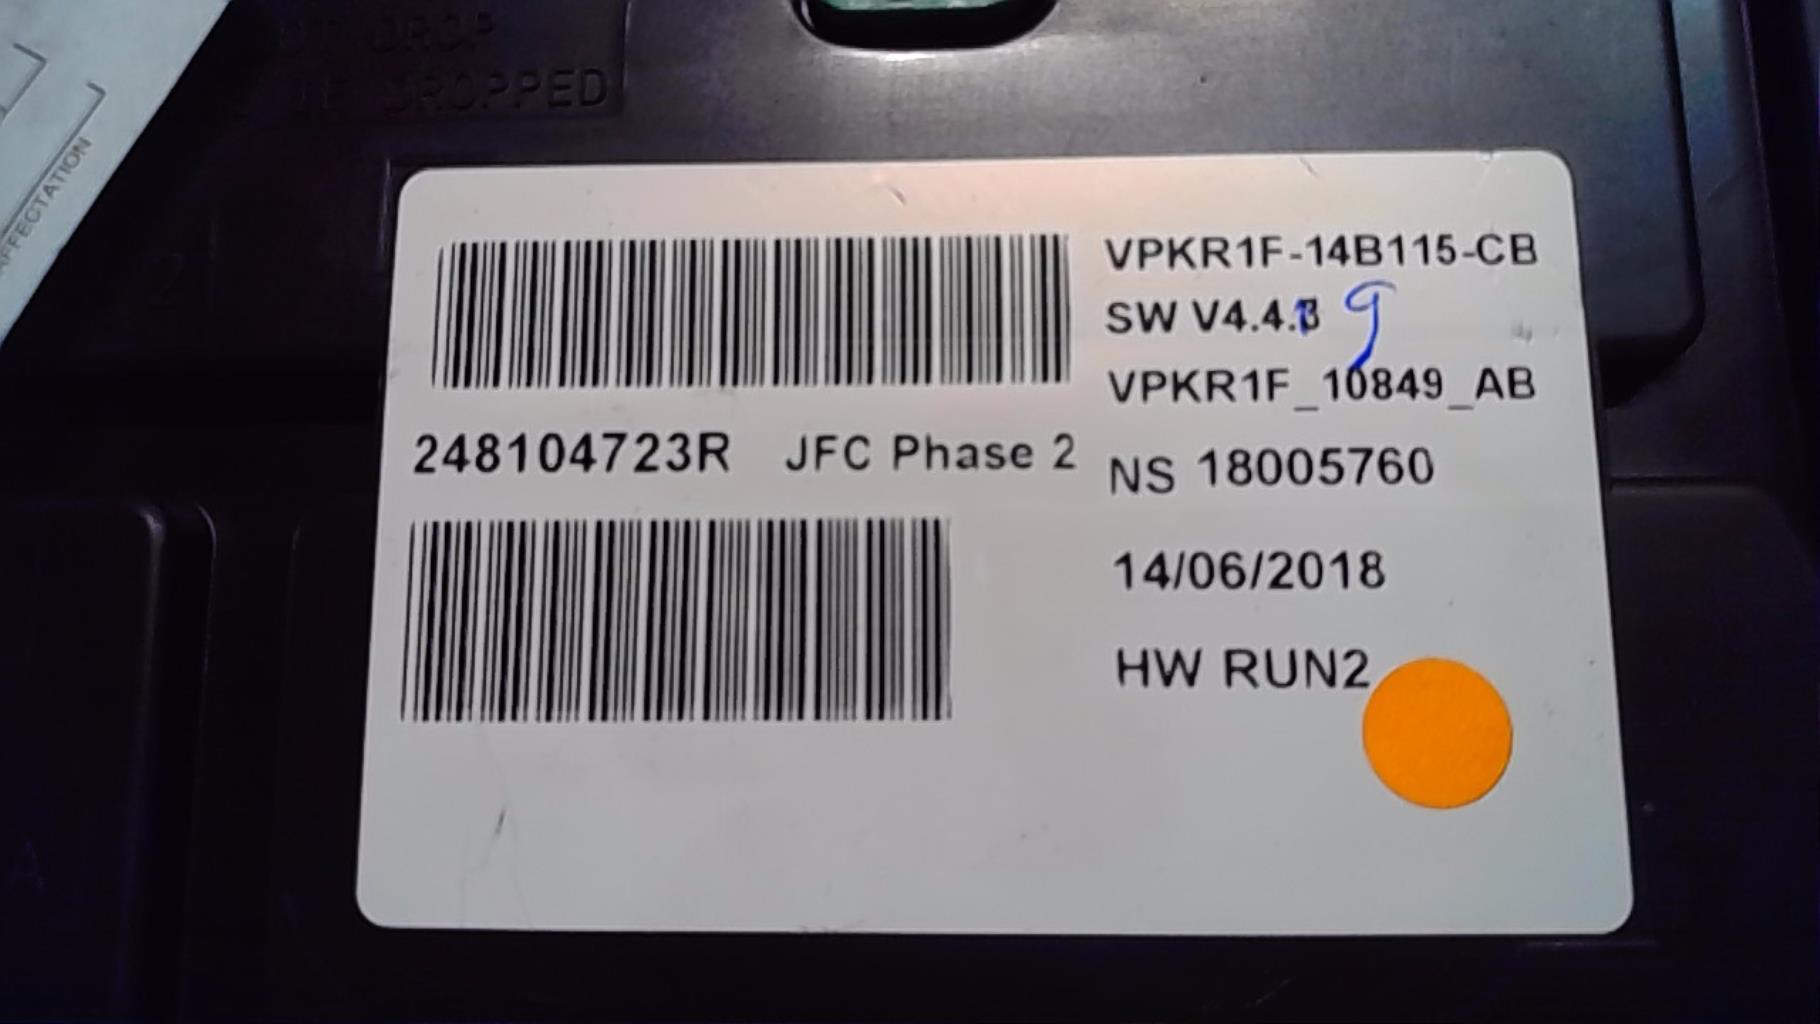 DROP
DROPPED
AFFECTATION
VPKR1F-14B115-CB
SW V4.4. 9
VPKR1F_10849_AB
248104723R JFC Phase 2
NS 18005760
14/06/2018
HW RUN2